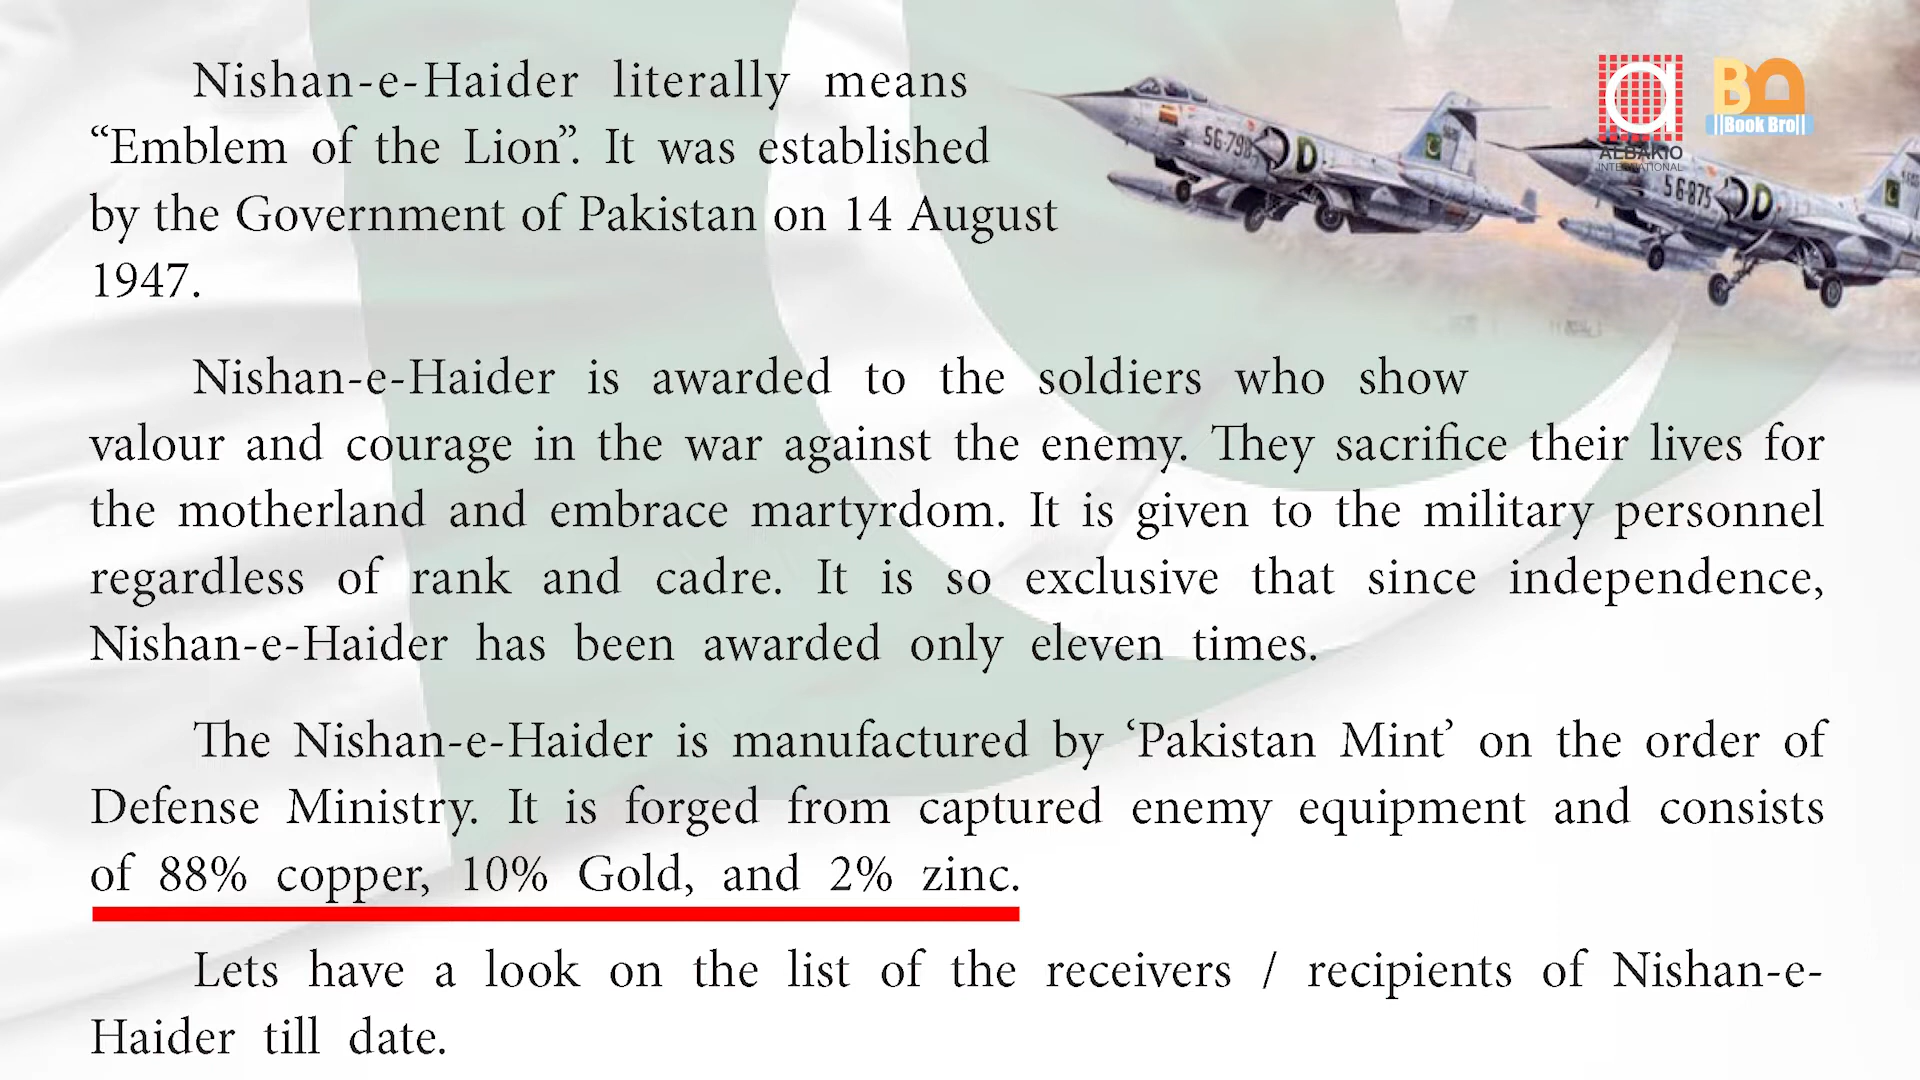 Nishan-e-Haider literally means
“Emblem of the Lion”. It was established
by the Government of Pakistan on 14 August
1947.
Nishan-e-Haider is awarded to the soldiers who show
valour and courage in the war against the enemy. They sacrifice their lives for
the motherland and embrace martyrdom. It is given to the military personnel
regardless of rank and cadre. It is so exclusive that since independence,
Nishan-e-Haider has been awarded only eleven times.
The Nishan-e-Haider is manufactured by ‘Pakistan Mint’ on the order of
Defense Ministry. It is forged from captured enemy equipment and consists
of 88% copper, 10% Gold, and 2% zinc.
Lets have a look on the list of the receivers / recipients of Nishan-e-
Haider till date.
a
ALBAKIO
INTERNATIONAL
BD
||Book Bro||
56-798
D
56-875
D